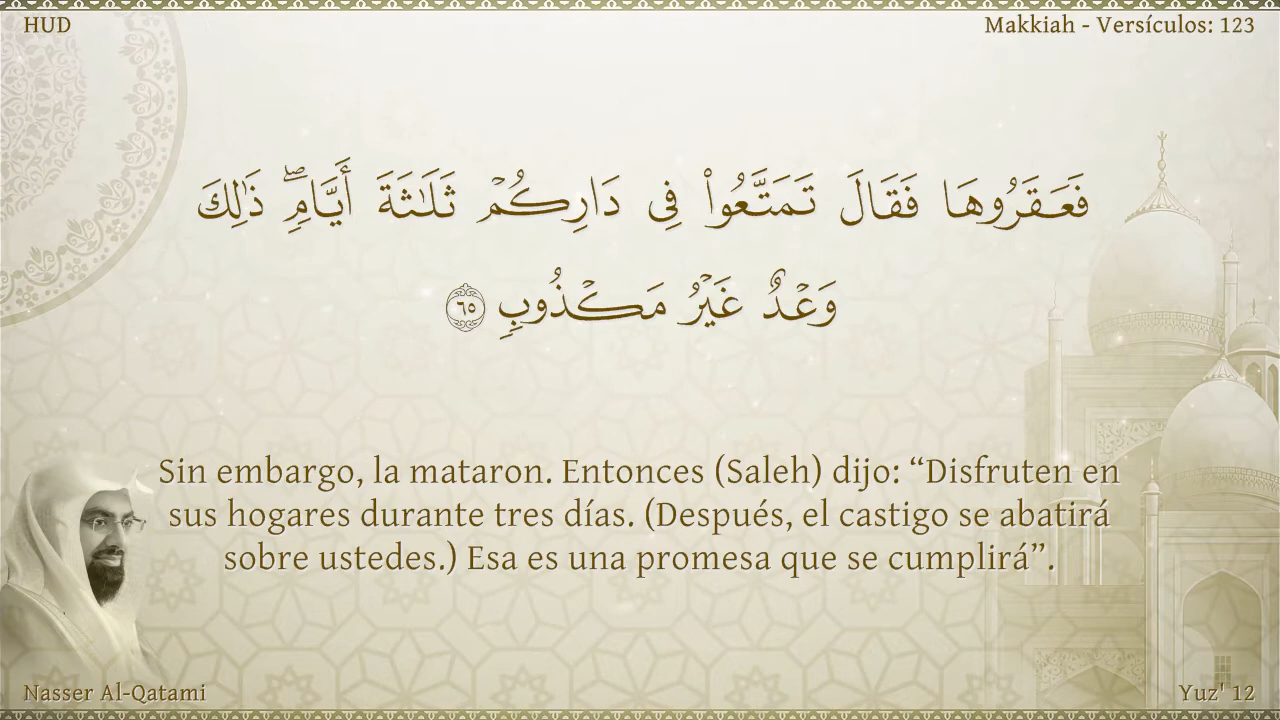 HUD
Makkiah - Versículos: 123
فَعَقَرُوهَا فَقَالَ تَمَتَّعُوا۟ فِى دَارِكُمْ ثَلَـٰثَةَ أَيَّامٍۢ ۖ ذَٰلِكَ
وَعْدٌ غَيْرُ مَكْذُوبٍۢ ٦٥
Sin embargo, la mataron. Entonces (Saleh) dijo: “Disfruten en
sus hogares durante tres días. (Después, el castigo se abatirá
sobre ustedes.) Esa es una promesa que se cumplirá”.
Nasser Al-Qatami
Yuz' 12